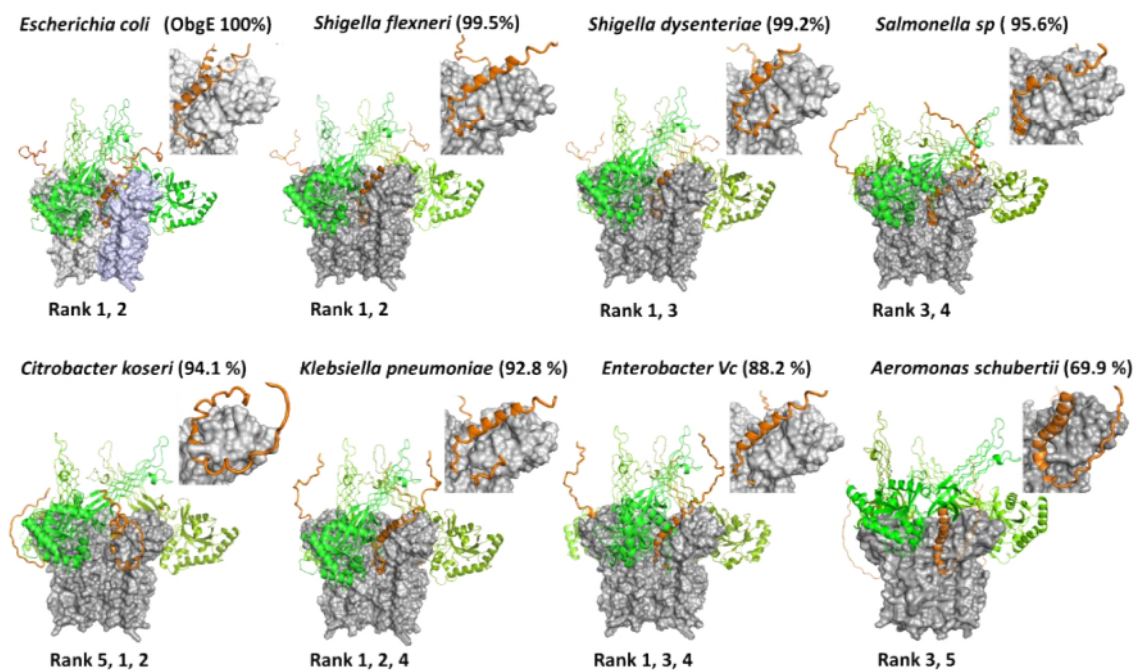 Escherichia coli (ObgE 100%)
Shigella flexneri (99.5%)
Shigella dysenteriae (99.2%)
Salmonella sp ( 95.6%)
Rank 1, 2
Rank 1, 2
Rank 1, 3
Rank 3, 4
Citrobacter koseri (94.1 %)
Klebsiella pneumoniae (92.8 %)
Enterobacter Vc (88.2 %)
Aeromonas schubertii (69.9 %)
Rank 5, 1, 2
Rank 1, 2, 4
Rank 1, 3, 4
Rank 3, 5